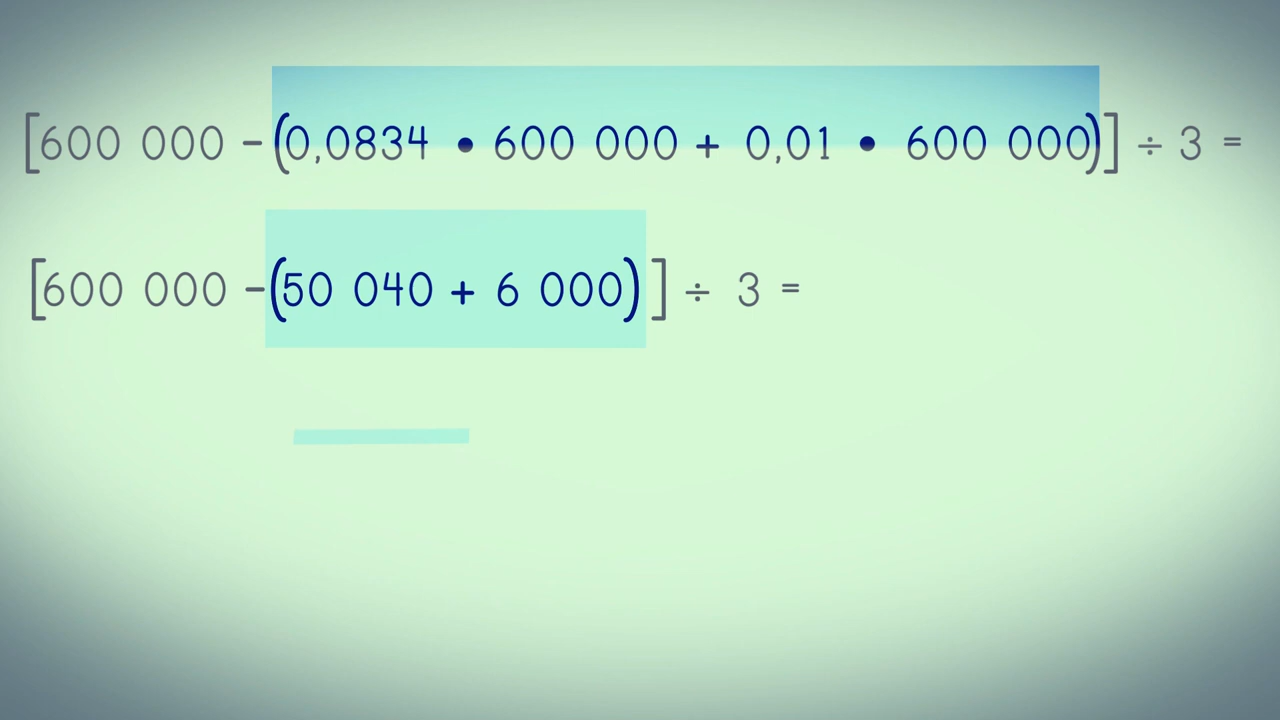 [600 000 - (0,0834 • 600 000 + 0,01 • 600 000)] ÷ 3 =
[600 000 - (50 040 + 6 000)] ÷ 3 =